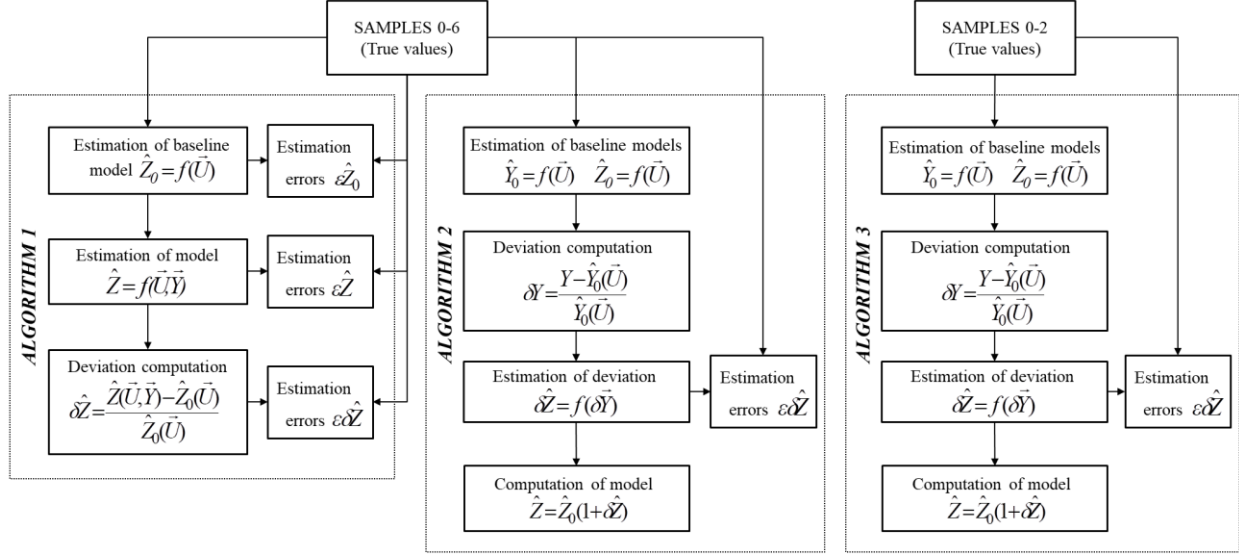 SAMPLES 0-6
(True values)
ALGORITHM 1
Estimation of baseline
model Ẑ₀ = f(U⃗)
Estimation
errors εẐ₀
Estimation of model
Ẑ = f(U⃗,Y⃗)
Estimation
errors εẐ
Deviation computation
δẐ = (Ẑ(U⃗,Y⃗) − Ẑ₀(U⃗)) / Ẑ₀(U⃗)
Estimation
errors εδẐ
ALGORITHM 2
Estimation of baseline models
Ŷ₀ = f(U⃗) Ẑ₀ = f(U⃗)
Deviation computation
δY = (Y − Ŷ₀(U⃗)) / Ŷ₀(U⃗)
Estimation of deviation
δẐ = f(δY⃗)
Estimation
errors εδẐ
Computation of model
Ẑ = Ẑ₀(1+δẐ)
SAMPLES 0-2
(True values)
ALGORITHM 3
Estimation of baseline models
Ŷ₀ = f(U⃗) Ẑ₀ = f(U⃗)
Deviation computation
δY = (Y − Ŷ₀(U⃗)) / Ŷ₀(U⃗)
Estimation of deviation
δẐ = f(δY⃗)
Estimation
errors εδẐ
Computation of model
Ẑ = Ẑ₀(1+δẐ)